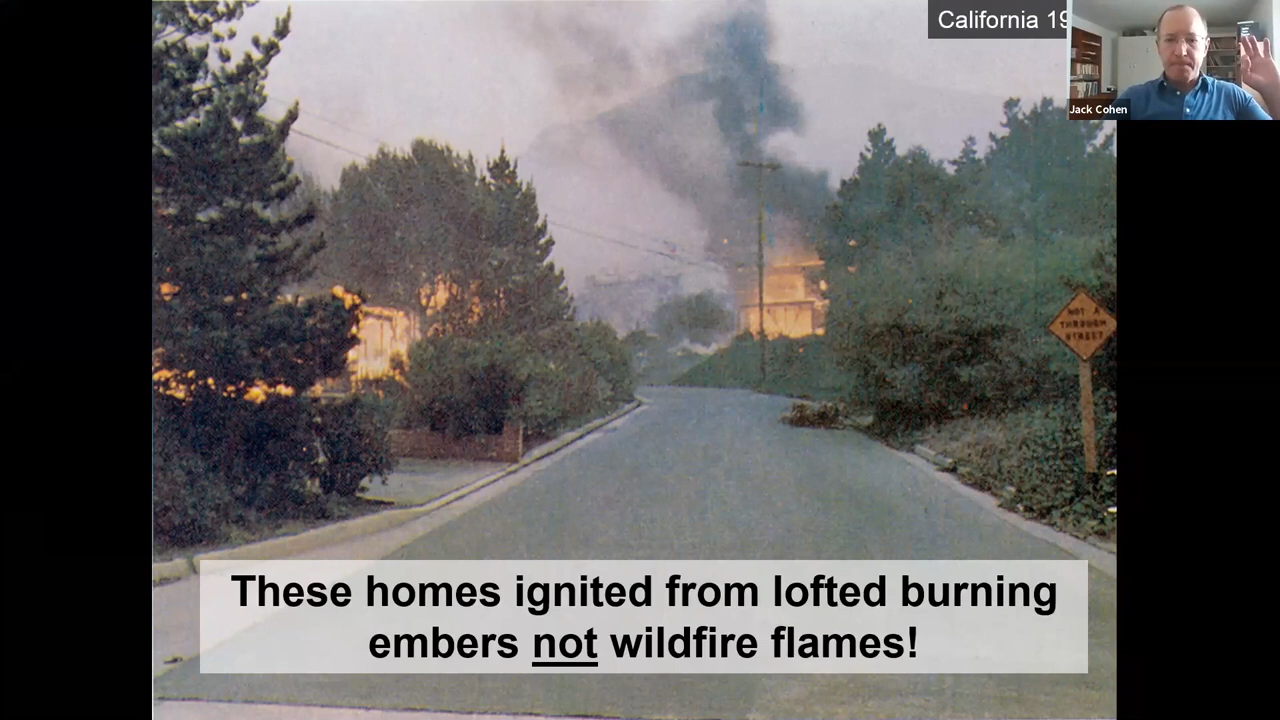 California 19
Jack Cohen
NOT A
THROUGH
STREET
These homes ignited from lofted burning
embers not wildfire flames!